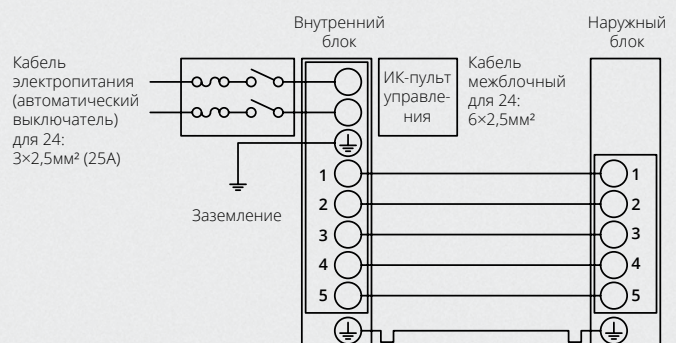 Внутренний
блок
Наружный
блок
Кабель
электропитания
(автоматический
выключатель)
для 24:
3×2,5мм² (25А)
ИК-пульт
управле-
ния
Кабель
межблочный
для 24:
6×2,5мм²
Заземление
1
1
2
2
3
3
4
4
5
5